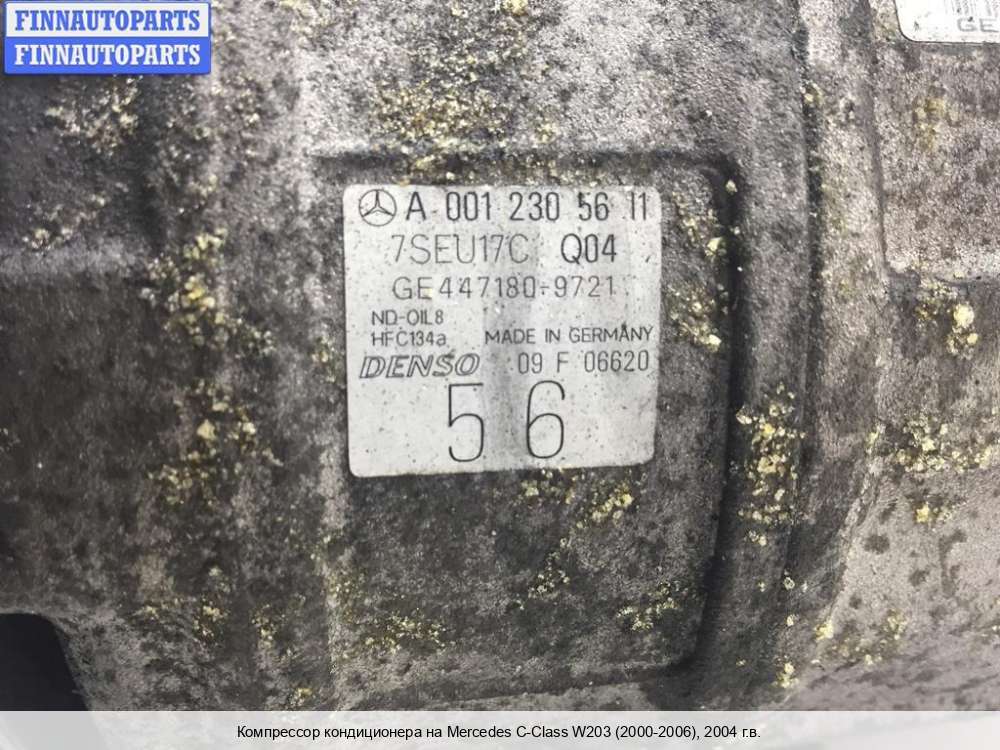 FINNAUTOPARTS
FINNAUTOPARTS
GE
A 001 230 56 11
7SEU17C Q04
GE447180-9721
ND-OIL8
HFC134a MADE IN GERMANY
DENSO 09 F 06620
56
Компрессор кондиционера на Mercedes C-Class W203 (2000-2006), 2004 г.в.